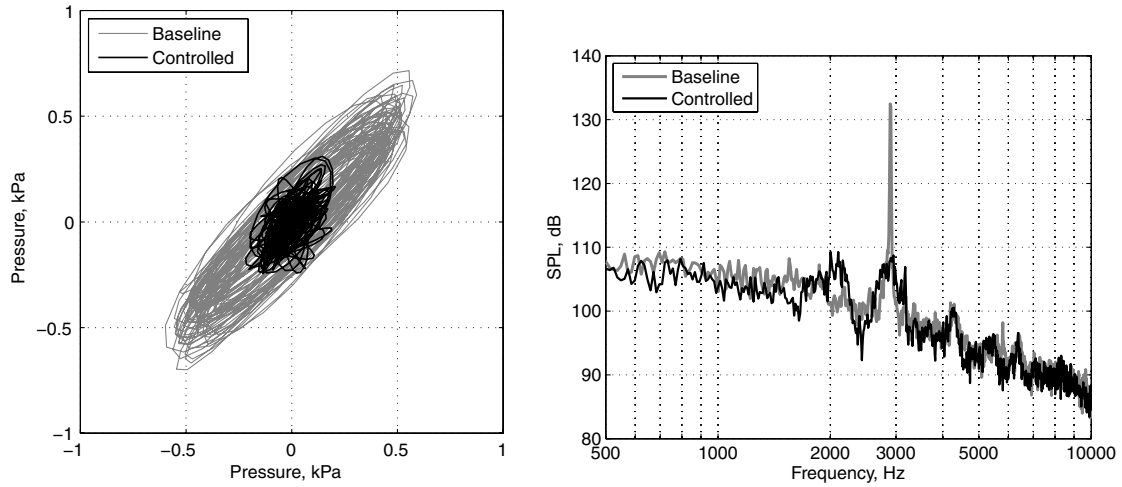 1
Baseline
Controlled
0.5
0
−0.5
−1
−1
−0.5
0
0.5
1
Pressure, kPa
Pressure, kPa
140
Baseline
Controlled
130
120
110
100
90
80
SPL, dB
500
1000
2000
3000
5000
10000
Frequency, Hz